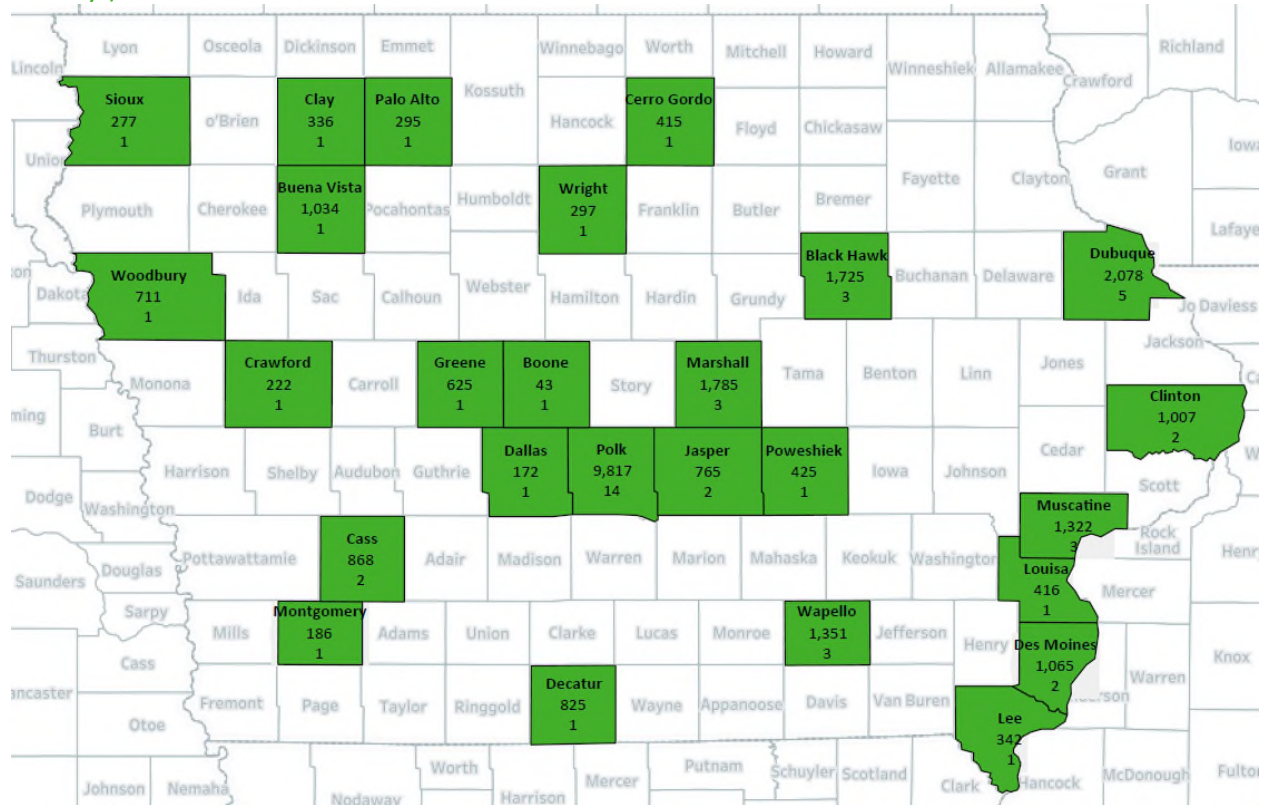 Lyon
Osceola
Dickinson
Emmet
Winnebago
Worth
Mitchell
Howard
Winneshiek
Allamakee
Richland
Lincoln
Crawford
Kossuth
Sioux
277
1
o'Brien
Clay
336
1
Palo Alto
295
1
Hancock
Cerro Gordo
415
1
Floyd
Chickasaw
Union
Plymouth
Cherokee
Buena Vista
1,034
1
Pocahontas
Humboldt
Wright
297
1
Franklin
Butler
Bremer
Fayette
Clayton
Grant
Iowa
Lafaye
Dakota
Woodbury
711
1
Ida
Sac
Calhoun
Webster
Hamilton
Hardin
Grundy
Black Hawk
1,725
3
Buchanan
Delaware
Dubuque
2,078
5
Jo Daviess
Jackson
Thurston
Monona
Crawford
222
1
Carroll
Greene
625
1
Boone
43
1
Story
Marshall
1,785
3
Tama
Benton
Linn
Jones
Clinton
1,007
2
ming
Burt
Harrison
Shelby
Audubon
Guthrie
Dallas
172
1
Polk
9,817
14
Jasper
765
2
Poweshiek
425
1
Iowa
Johnson
Cedar
Scott
Dodge
Washington
Muscatine
1,322
3
Rock
Island
Henr
Pottawattamie
Cass
868
2
Adair
Madison
Warren
Marion
Mahaska
Keokuk
Washington
Louisa
416
1
Mercer
Saunders
Douglas
Sarpy
Mills
Montgomery
186
1
Adams
Union
Clarke
Lucas
Monroe
Wapello
1,351
3
Jefferson
Henry
Des Moines
1,065
2
Warren
Knox
Cass
ancaster
Otoe
Fremont
Page
Taylor
Ringgold
Decatur
825
1
Wayne
Appanoose
Davis
Van Buren
Lee
342
1
erson
Johnson
Nemaha
Nodaway
Worth
Harrison
Mercer
Putnam
Schuyler
Scotland
Clark
Hancock
McDonough
Fulto